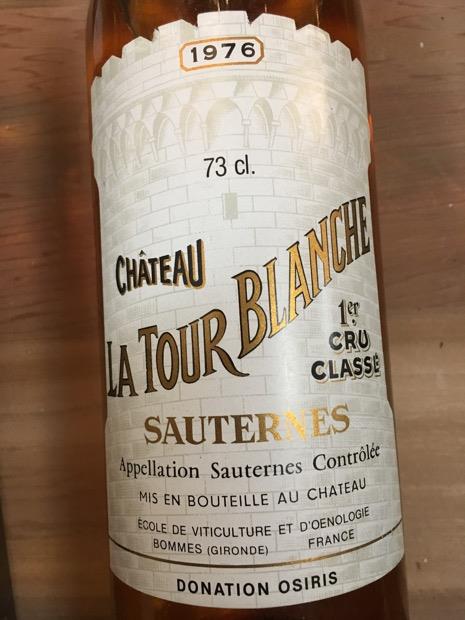 1976
73 cl.
CHÂTEAU
LA TOUR BLANCHE
1er
CRU
CLASSÉ
SAUTERNES
Appellation Sauternes Contrôlée
MIS EN BOUTEILLE AU CHATEAU
ÉCOLE DE VITICULTURE ET D'OENOLOGIE
BOMMES (GIRONDE) FRANCE
DONATION OSIRIS